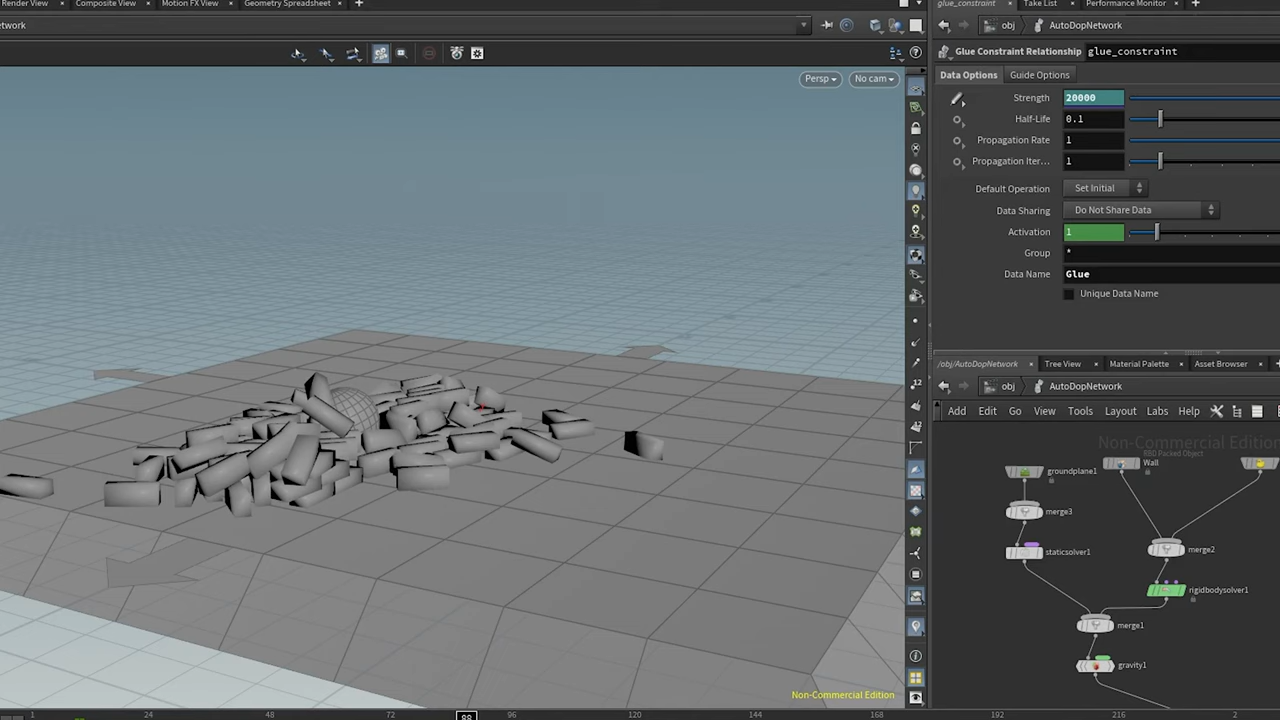 Render View Composite View Motion FX View Geometry Spreadsheet
glue_constraint Take List Performance Monitor
etwork
obj AutoDopNetwork
Glue Constraint Relationship glue_constraint
Data Options Guide Options
Persp No cam
Strength 20000
Half-Life 0.1
Propagation Rate 1
Propagation Iter... 1
Default Operation Set Initial
Data Sharing Do Not Share Data
Activation 1
Group *
Data Name Glue
Unique Data Name
/obj/AutoDopNetwork Tree View Material Palette Asset Browser
obj AutoDopNetwork
Add Edit Go View Tools Layout Labs Help
Non-Commercial Edition
RBD Packed Object
Wall
groundplane1
merge3
staticsolver1
merge2
rigidbodysolver1
merge1
gravity1
Non-Commercial Edition
1 24 48 72 88 96 120 144 168 192 216 2